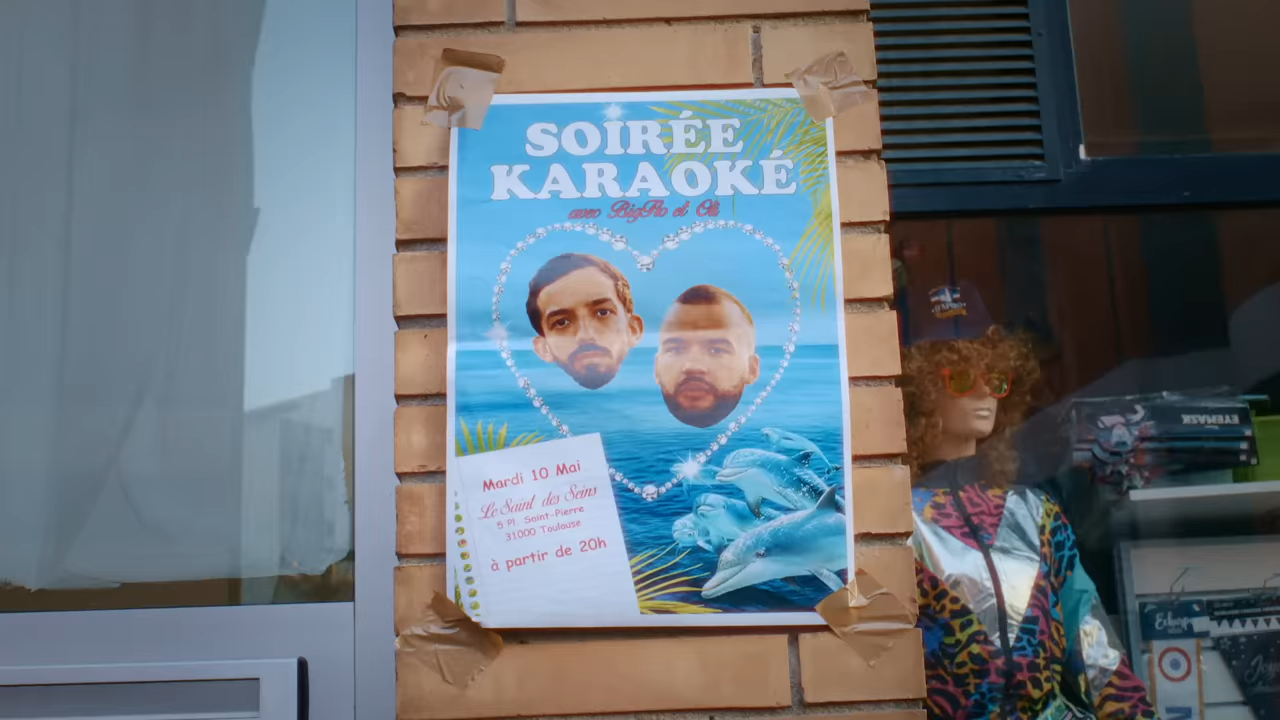 SOIRÉE
KARAOKÉ
avec BigFlo et Oli
Mardi 10 Mai
Le Saint des Seins
5 Pl. Saint-Pierre
31000 Toulouse
à partir de 20h
EYEMASK